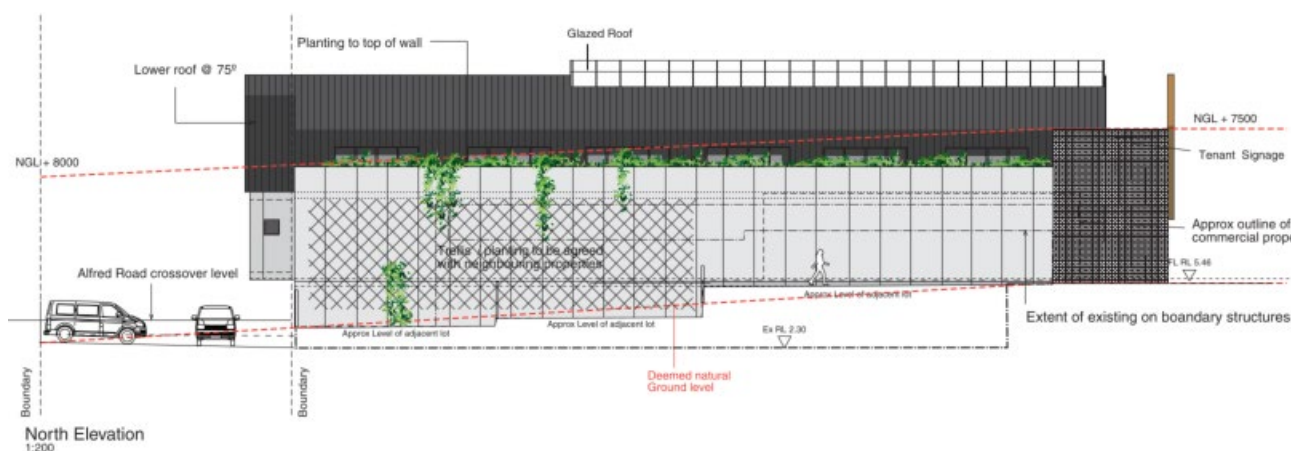 Glazed Roof
Planting to top of wall
Lower roof @ 75º
NGL + 7500
NGL + 8000
Tenant Signage
Approx outline of
commercial prop
Trellis - planting to be agreed
with neighbouring properties
FL RL 5.46
Alfred Road crossover level
Approx Level of adjacent lots
Extent of existing on boandary structures
Approx Level of adjacent lot
Approx Level of adjacent lot
Ex RL 2.30
Deemed natural
Ground level
Boundary
Boundary
North Elevation
1:200